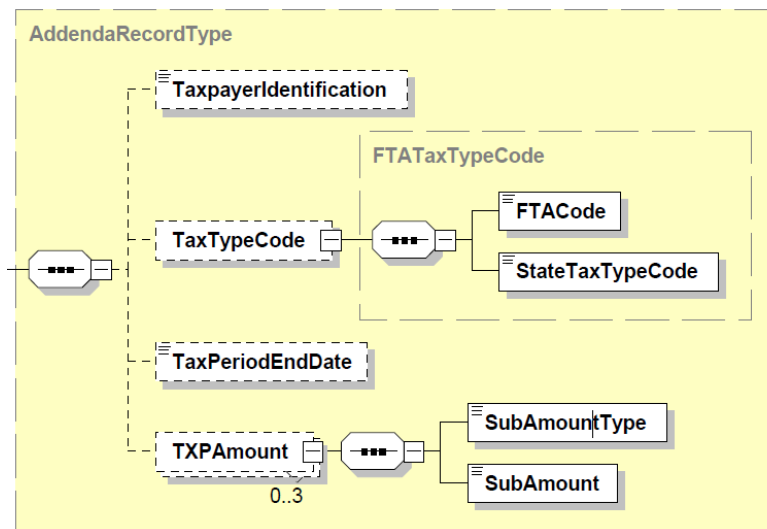 AddendaRecordType
TaxpayerIdentification
FTATaxTypeCode
FTACode
TaxTypeCode
StateTaxTypeCode
TaxPeriodEndDate
SubAmountType
TXPAmount
SubAmount
0..3